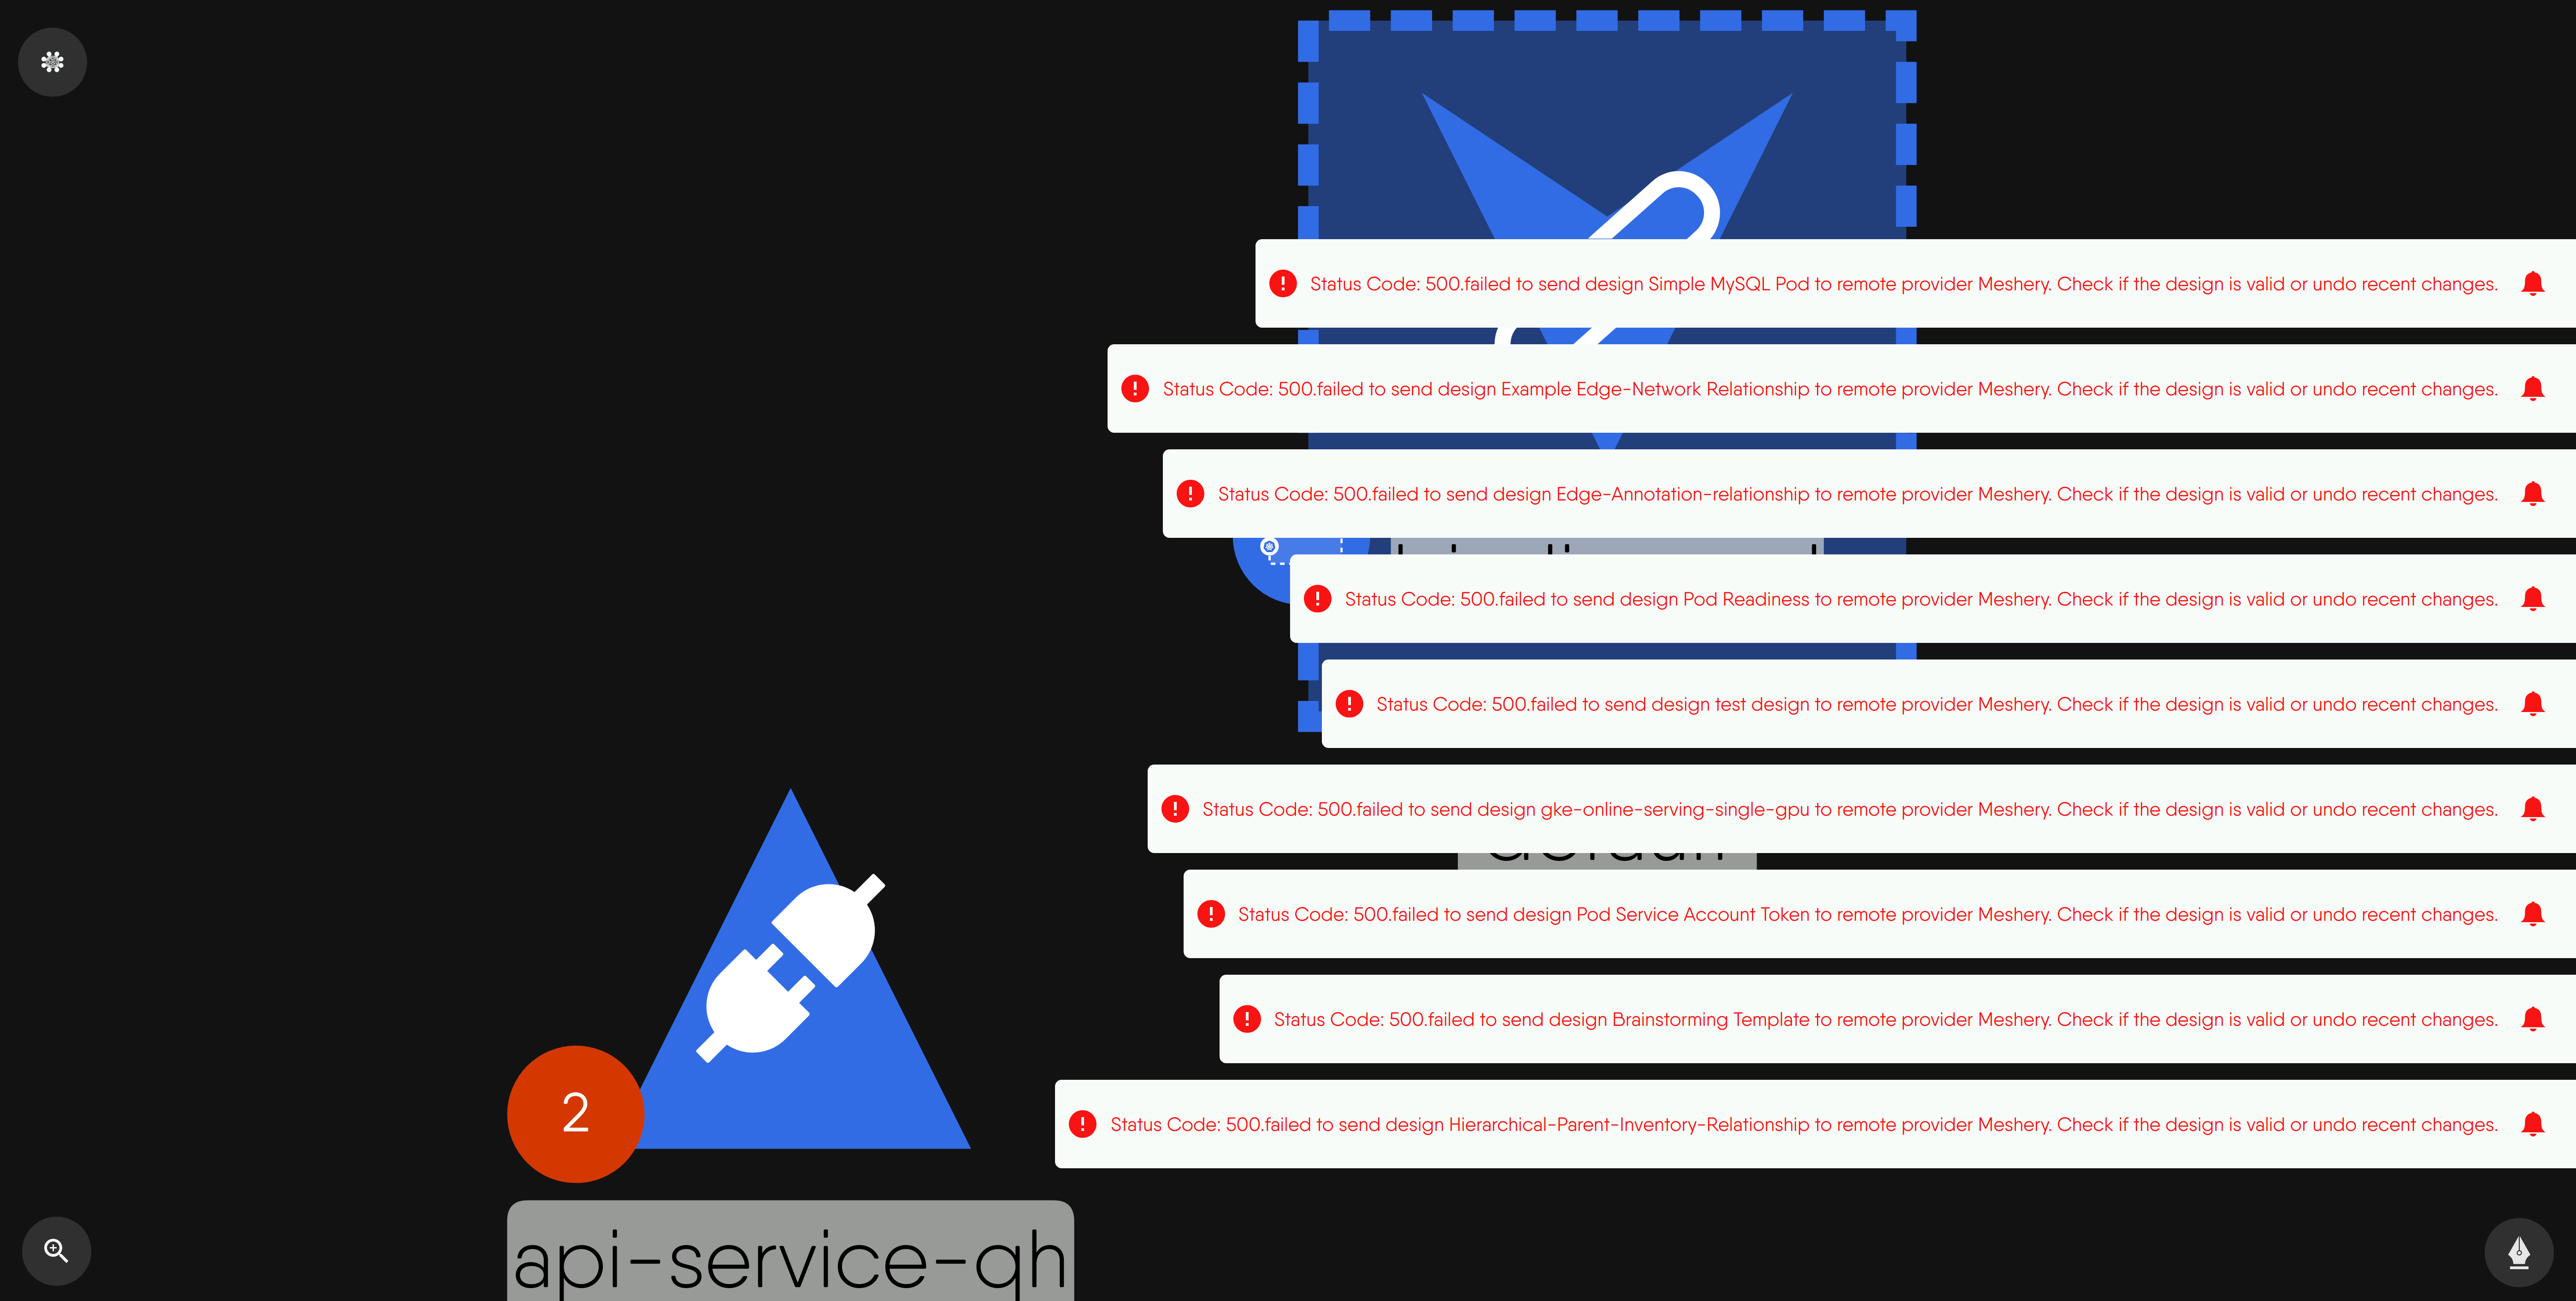 Status Code: 500.failed to send design Simple MySQL Pod to remote provider Meshery. Check if the design is valid or undo recent changes.
Status Code: 500.failed to send design Example Edge-Network Relationship to remote provider Meshery. Check if the design is valid or undo recent changes.
Status Code: 500.failed to send design Edge-Annotation-relationship to remote provider Meshery. Check if the design is valid or undo recent changes.
Status Code: 500.failed to send design Pod Readiness to remote provider Meshery. Check if the design is valid or undo recent changes.
Status Code: 500.failed to send design test design to remote provider Meshery. Check if the design is valid or undo recent changes.
Status Code: 500.failed to send design gke-online-serving-single-gpu to remote provider Meshery. Check if the design is valid or undo recent changes.
default
Status Code: 500.failed to send design Pod Service Account Token to remote provider Meshery. Check if the design is valid or undo recent changes.
Status Code: 500.failed to send design Brainstorming Template to remote provider Meshery. Check if the design is valid or undo recent changes.
Status Code: 500.failed to send design Hierarchical-Parent-Inventory-Relationship to remote provider Meshery. Check if the design is valid or undo recent changes.
2
api-service-qh